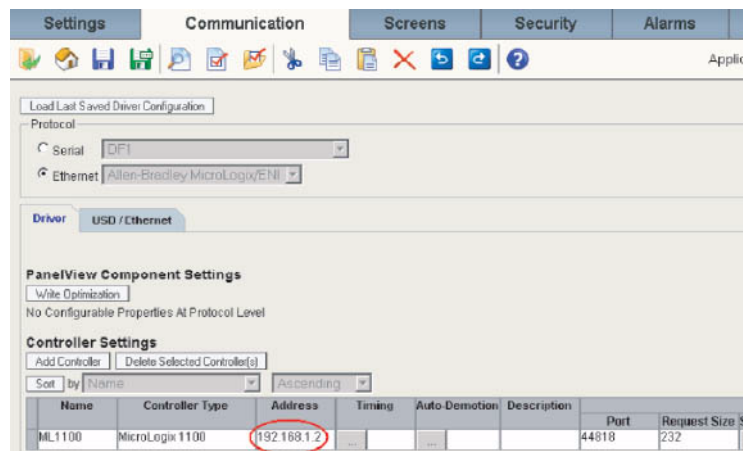 Settings Communication Screens Security Alarms
Applic
Load Last Saved Driver Configuration
Protocol
Serial DF1
Ethernet Allen-Bradley MicroLogix/ENI
Driver USD / Ethernet
PanelView Component Settings
Write Optimization
No Configurable Properties At Protocol Level
Controller Settings
Add Controller Delete Selected Controller(s)
Sort by Name Ascending
Name Controller Type Address Timing Auto-Demotion Description
Port Request Size S
ML1100 MicroLogix 1100 192.168.1.2 ... ... 44818 232